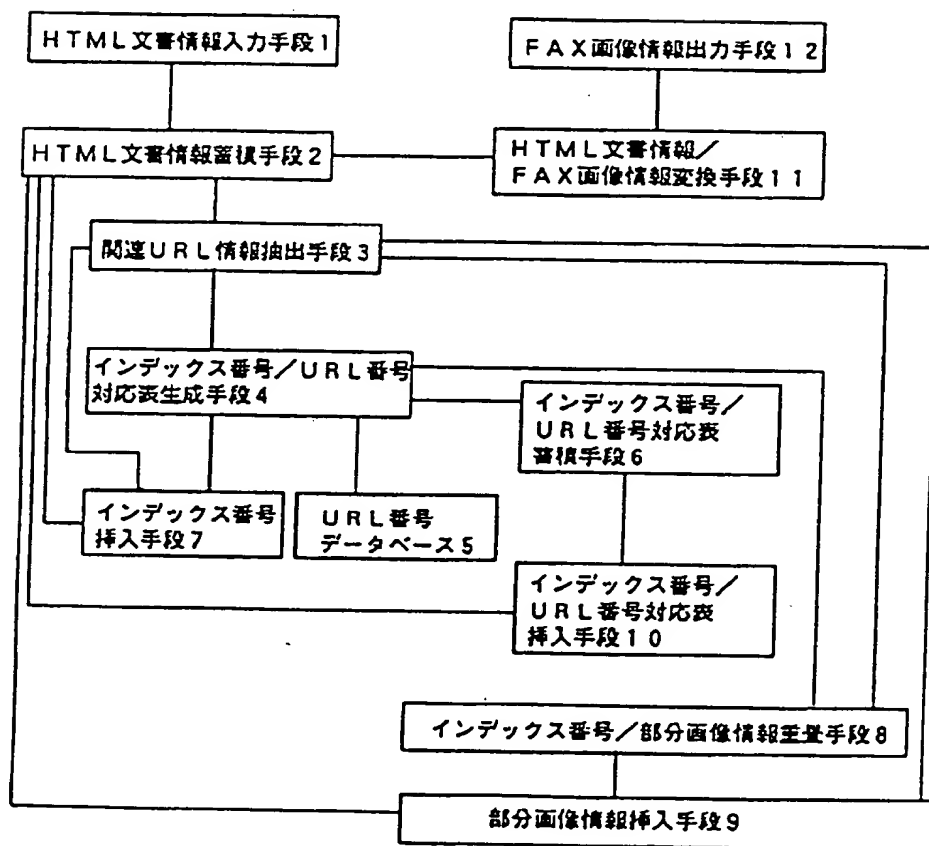 HTML文書情報入力手段1
FAX画像情報出力手段12
HTML文書情報蓄積手段2
HTML文書情報/
FAX画像情報変換手段11
関連URL情報抽出手段3
インデックス番号/URL番号
対応表生成手段4
インデックス番号/
URL番号対応表
蓄積手段6
インデックス番号
挿入手段7
URL番号
データベース5
インデックス番号/
URL番号対応表
挿入手段10
インデックス番号/部分画像情報重畳手段8
部分画像情報挿入手段9